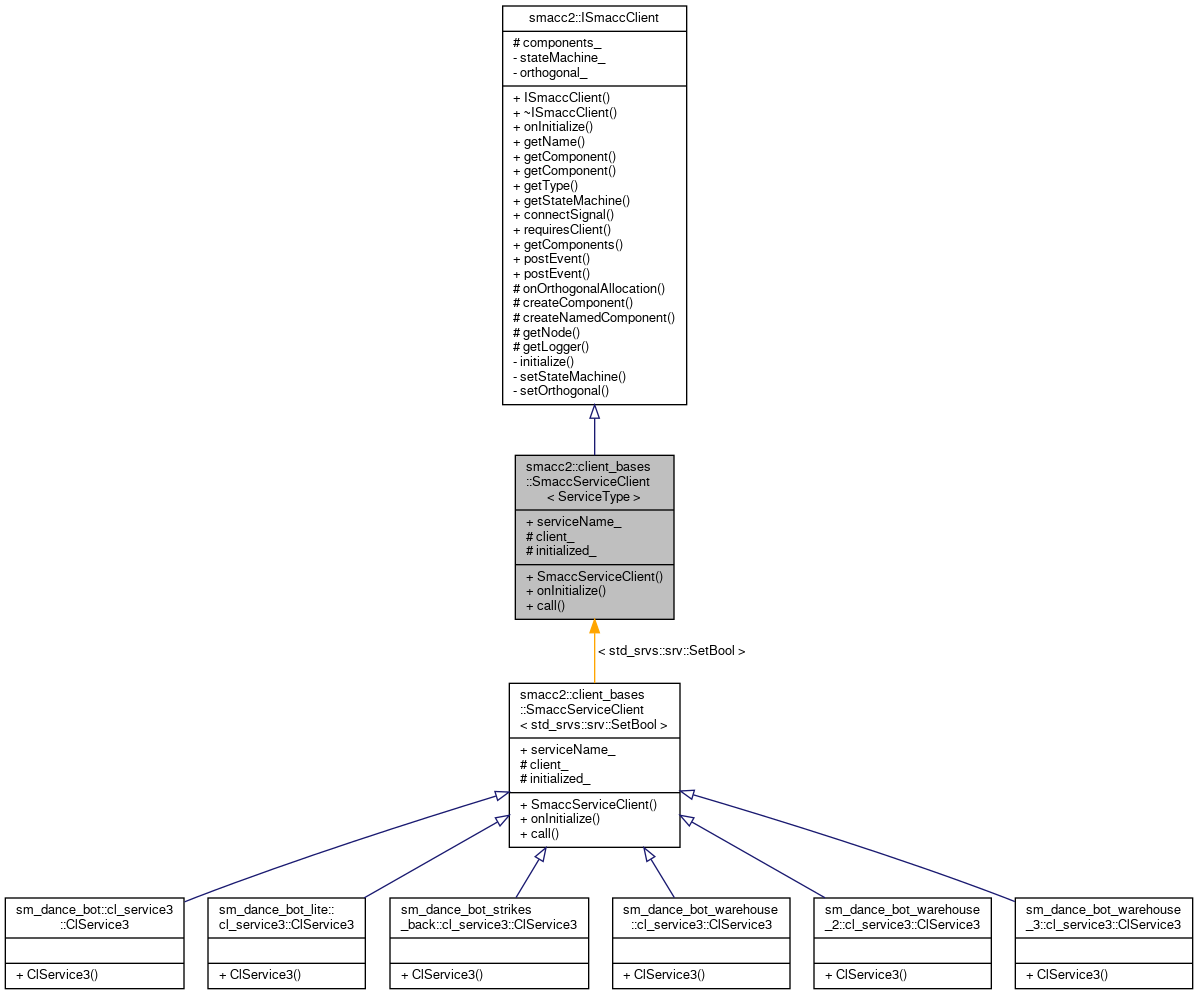 smacc2::ISmaccClient
# components_
- stateMachine_
- orthogonal_
+ ISmaccClient()
+ ~ISmaccClient()
+ onInitialize()
+ getName()
+ getComponent()
+ getComponent()
+ getType()
+ getStateMachine()
+ connectSignal()
+ requiresClient()
+ getComponents()
+ postEvent()
+ postEvent()
# onOrthogonalAllocation()
# createComponent()
# createNamedComponent()
# getNode()
# getLogger()
- initialize()
- setStateMachine()
- setOrthogonal()
smacc2::client_bases
::SmaccServiceClient
< ServiceType >
+ serviceName_
# client_
# initialized_
+ SmaccServiceClient()
+ onInitialize()
+ call()
< std_srvs::srv::SetBool >
smacc2::client_bases
::SmaccServiceClient
< std_srvs::srv::SetBool >
+ serviceName_
# client_
# initialized_
+ SmaccServiceClient()
+ onInitialize()
+ call()
sm_dance_bot::cl_service3
::ClService3
+ ClService3()
sm_dance_bot_lite::
cl_service3::ClService3
+ ClService3()
sm_dance_bot_strikes
_back::cl_service3::ClService3
+ ClService3()
sm_dance_bot_warehouse
::cl_service3::ClService3
+ ClService3()
sm_dance_bot_warehouse
_2::cl_service3::ClService3
+ ClService3()
sm_dance_bot_warehouse
_3::cl_service3::ClService3
+ ClService3()